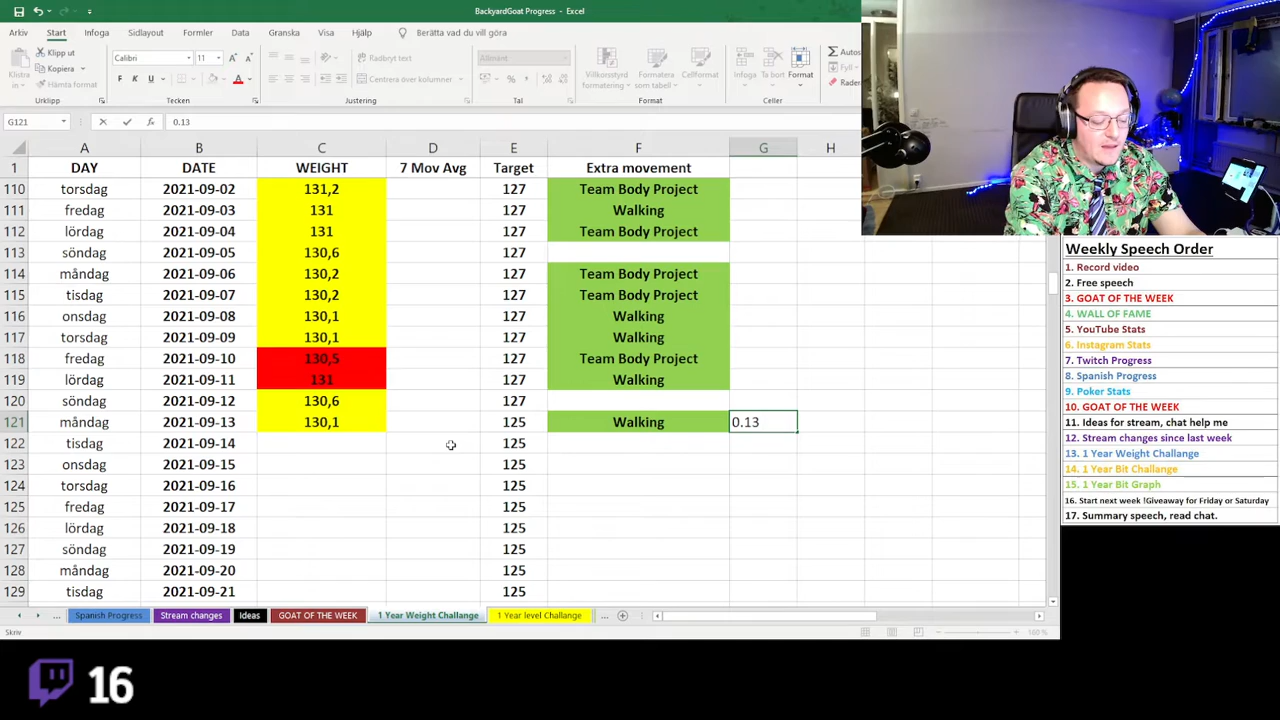 BackyardGoat Progress - Excel
Arkiv Start Infoga Sidlayout Formler Data Granska Visa Hjälp Berätta vad du vill göra
Klistra Klipp ut Kopiera Hämta format Urklipp
Calibri 11 F K U A Tecken
Radbryt text Centrera över kolumner Justering
Allmänt % Tal
Villkorsstyrd formatering Formatera som tabell Cellformat Format
Infoga Ta bort Format Celler
Autos
Fyll
Rader
G121 fx 0.13
A B C D E F G H
1 DAY DATE WEIGHT 7 Mov Avg Target Extra movement
110 torsdag 2021-09-02 131,2 127 Team Body Project
111 fredag 2021-09-03 131 127 Walking
112 lördag 2021-09-04 131 127 Team Body Project
113 söndag 2021-09-05 130,6 127
114 måndag 2021-09-06 130,2 127 Team Body Project
115 tisdag 2021-09-07 130,2 127 Team Body Project
116 onsdag 2021-09-08 130,1 127 Walking
117 torsdag 2021-09-09 130,1 127 Walking
118 fredag 2021-09-10 130,5 127 Team Body Project
119 lördag 2021-09-11 131 127 Walking
120 söndag 2021-09-12 130,6 127
121 måndag 2021-09-13 130,1 125 Walking 0.13
122 tisdag 2021-09-14 125
123 onsdag 2021-09-15 125
124 torsdag 2021-09-16 125
125 fredag 2021-09-17 125
126 lördag 2021-09-18 125
127 söndag 2021-09-19 125
128 måndag 2021-09-20 125
129 tisdag 2021-09-21 125
... Spanish Progress Stream changes Ideas GOAT OF THE WEEK 1 Year Weight Challange 1 Year level Challange ...
Skriv 100 %
Weekly Speech Order
1. Record video
2. Free speech
3. GOAT OF THE WEEK
4. WALL OF FAME
5. YouTube Stats
6. Instagram Stats
7. Twitch Progress
8. Spanish Progress
9. Poker Stats
10. GOAT OF THE WEEK
11. Ideas for stream, chat help me
12. Stream changes since last week
13. 1 Year Weight Challange
14. 1 Year Bit Challange
15. 1 Year Bit Graph
16. Start next week !Giveaway for Friday or Saturday
17. Summary speech, read chat.
16